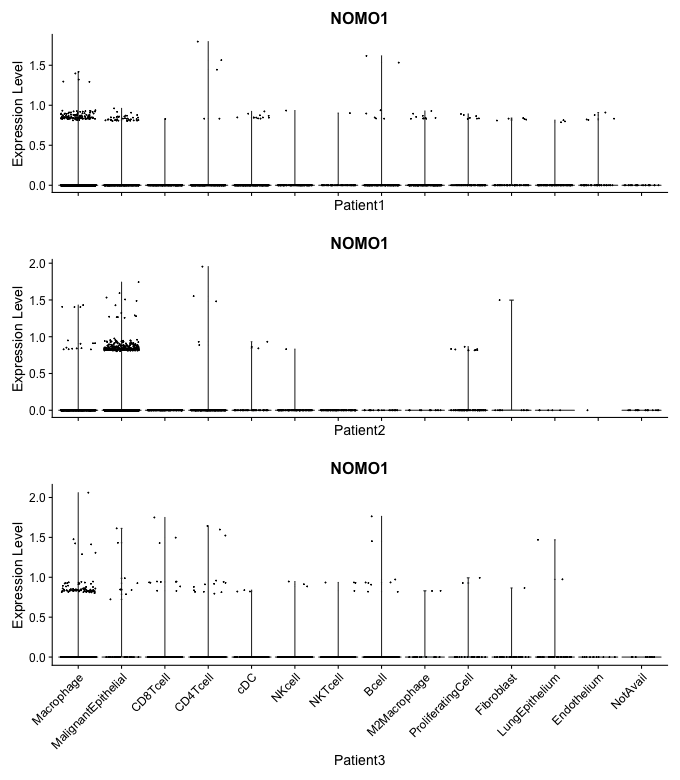 NOMO1
Expression Level
1.5
1.0
0.5
0.0
Patient1
NOMO1
Expression Level
2.0
1.5
1.0
0.5
0.0
Patient2
NOMO1
Expression Level
2.0
1.5
1.0
0.5
0.0
Macrophage
MalignantEpithelial
CD8Tcell
CD4Tcell
cDC
NKcell
NKTcell
Bcell
M2Macrophage
ProliferatingCell
Fibroblast
LungEpithelium
Endothelium
NotAvail
Patient3